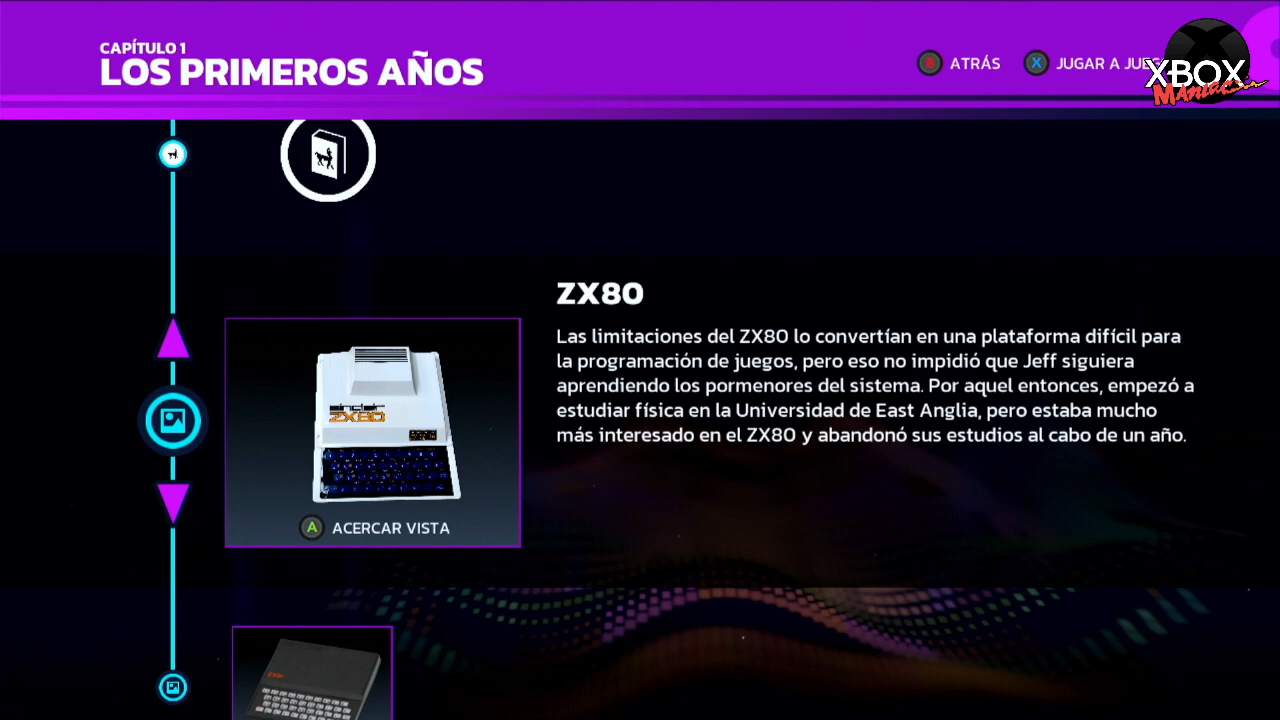 CAPÍTULO 1
LOS PRIMEROS AÑOS
B ATRÁS
X JUGAR A
XBOX
Maniac
ZX80
Las limitaciones del ZX80 lo convertían en una plataforma difícil para
la programación de juegos, pero eso no impidió que Jeff siguiera
aprendiendo los pormenores del sistema. Por aquel entonces, empezó a
estudiar física en la Universidad de East Anglia, pero estaba mucho
más interesado en el ZX80 y abandonó sus estudios al cabo de un año.
sinclair
ZX80
A ACERCAR VISTA